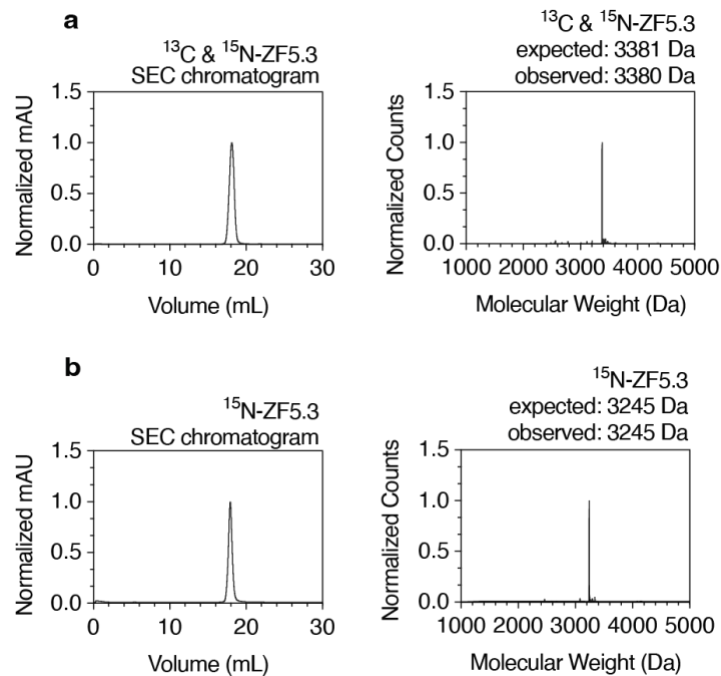 a
¹³C & ¹⁵N-ZF5.3
SEC chromatogram
Normalized mAU
1.5
1.0
0.5
0.0
0 10 20 30
Volume (mL)
¹³C & ¹⁵N-ZF5.3
expected: 3381 Da
observed: 3380 Da
Normalized Counts
1.5
1.0
0.5
0.0
1000 2000 3000 4000 5000
Molecular Weight (Da)
b
¹⁵N-ZF5.3
SEC chromatogram
Normalized mAU
1.5
1.0
0.5
0.0
0 10 20 30
Volume (mL)
¹⁵N-ZF5.3
expected: 3245 Da
observed: 3245 Da
Normalized Counts
1.5
1.0
0.5
0.0
1000 2000 3000 4000 5000
Molecular Weight (Da)